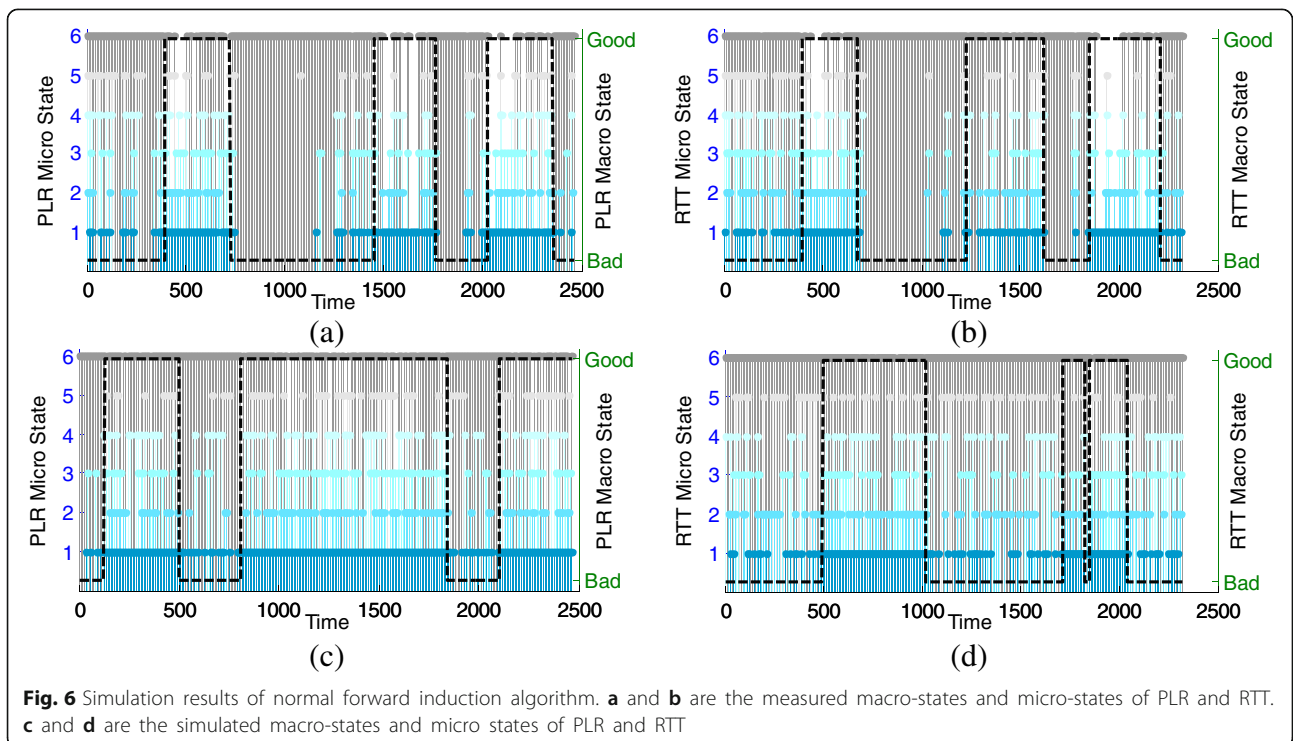 6
5
4
3
2
1
PLR Micro State
Good
Bad
PLR Macro State
0 500 1000 1500 2000 2500
Time
(a)
6
5
4
3
2
1
RTT Micro State
Good
Bad
RTT Macro State
0 500 1000 1500 2000 2500
Time
(b)
6
5
4
3
2
1
PLR Micro State
Good
Bad
PLR Macro State
0 500 1000 1500 2000 2500
Time
(c)
6
5
4
3
2
1
RTT Micro State
Good
Bad
RTT Macro State
0 500 1000 1500 2000 2500
Time
(d)
Fig. 6 Simulation results of normal forward induction algorithm. a and b are the measured macro-states and micro-states of PLR and RTT.
c and d are the simulated macro-states and micro states of PLR and RTT